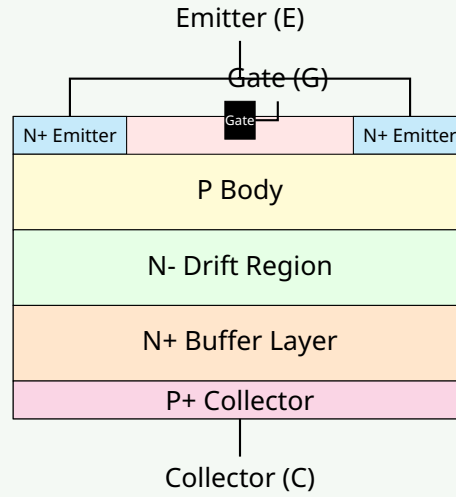 Emitter (E)
Gate (G)
N+ Emitter
Gate
N+ Emitter
P Body
N- Drift Region
N+ Buffer Layer
P+ Collector
Collector (C)